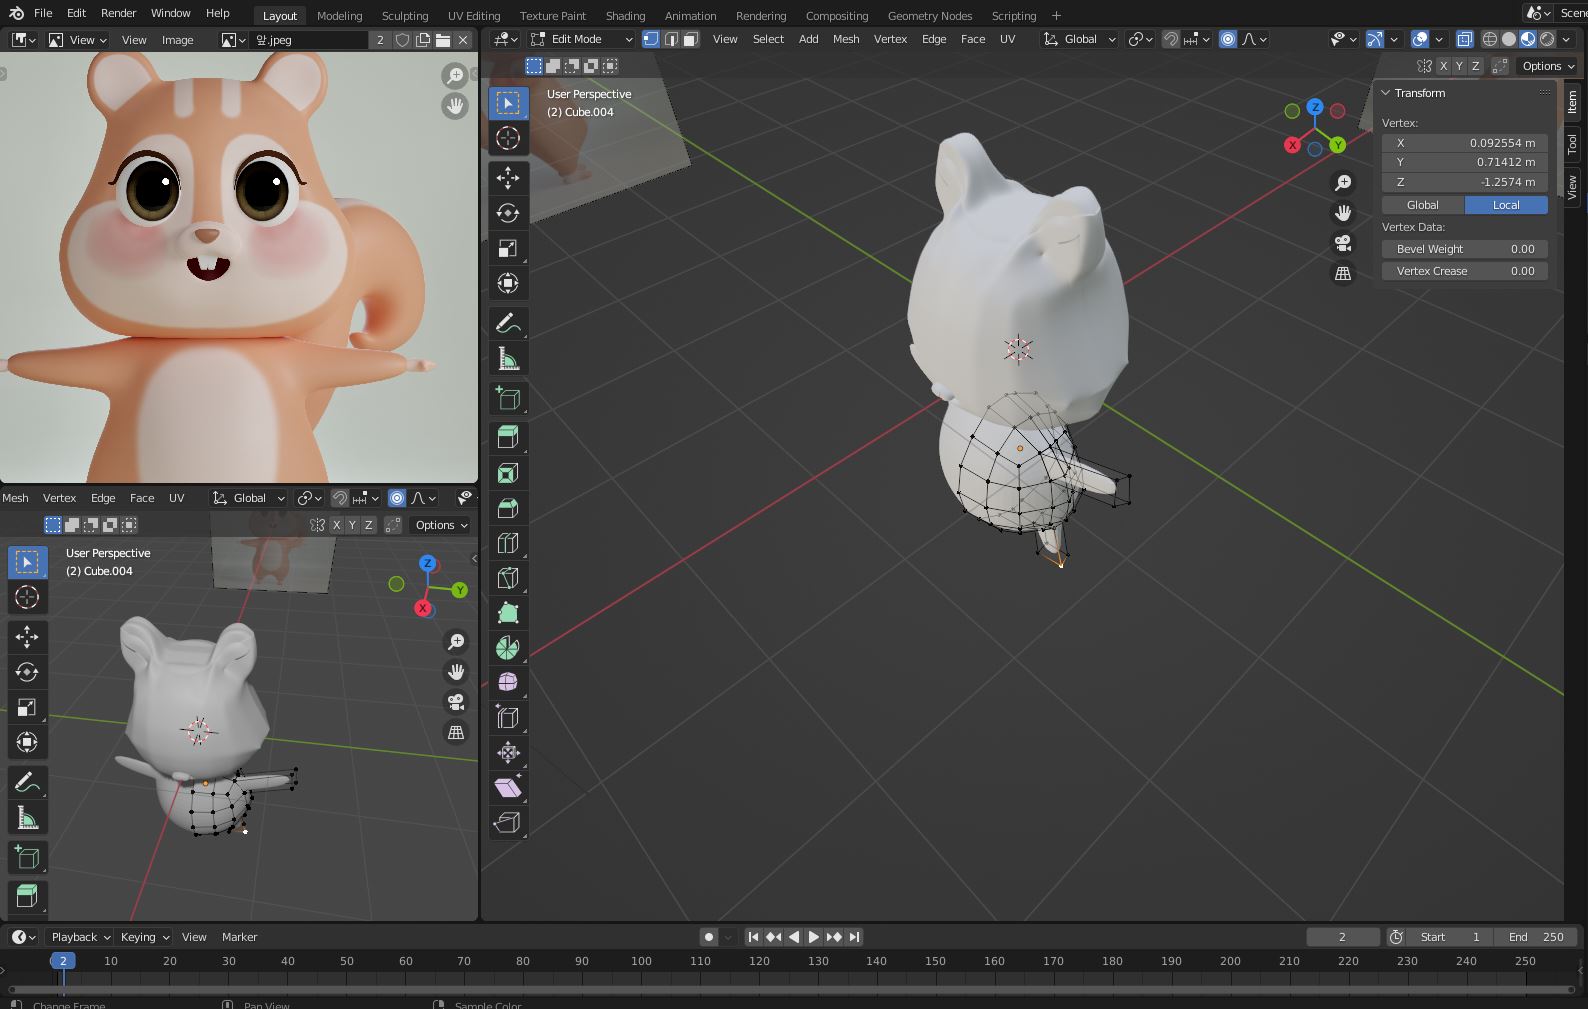 File Edit Render Window Help Layout Modeling Sculpting UV Editing Texture Paint Shading Animation Rendering Compositing Geometry Nodes Scripting + Scene
View View Image 앞.jpeg 2
Edit Mode View Select Add Mesh Vertex Edge Face UV Global
X Y Z Options
User Perspective
(2) Cube.004
Z
X
Y
Transform
Vertex:
X 0.092554 m
Y 0.71412 m
Z -1.2574 m
Global Local
Vertex Data:
Bevel Weight 0.00
Vertex Crease 0.00
Item
Tool
View
Mesh Vertex Edge Face UV Global
X Y Z Options
User Perspective
(2) Cube.004
Z
Y
X
Playback Keying View Marker 2 Start 1 End 250
2 10 20 30 40 50 60 70 80 90 100 110 120 130 140 150 160 170 180 190 200 210 220 230 240 250
Change Frame Pan View Sample Color